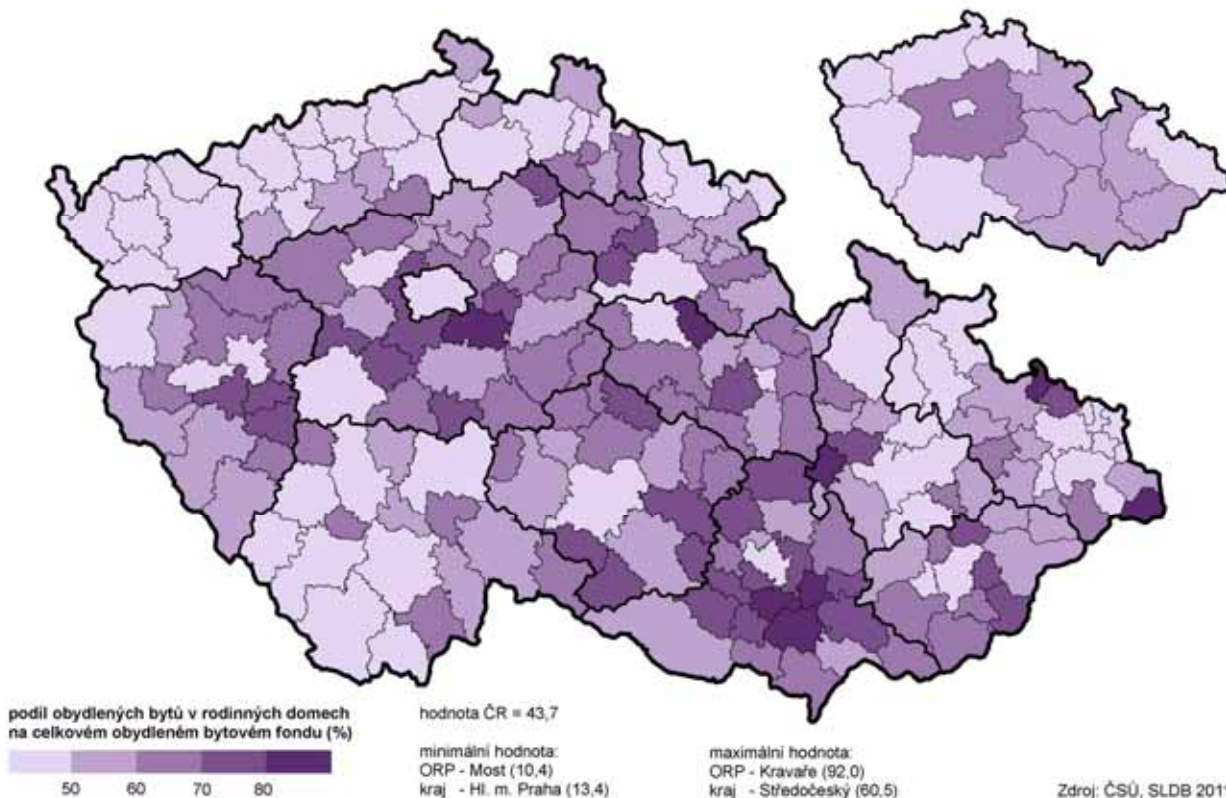 podíl obydlených bytů v rodinných domech
na celkovém obydleném bytovém fondu (%)
50 60 70 80
hodnota ČR = 43,7
minimální hodnota:
ORP - Most (10,4)
kraj - Hl. m. Praha (13,4)
maximální hodnota:
ORP - Kravaře (92,0)
kraj - Středočeský (60,5)
Zdroj: ČSÚ, SLDB 2011